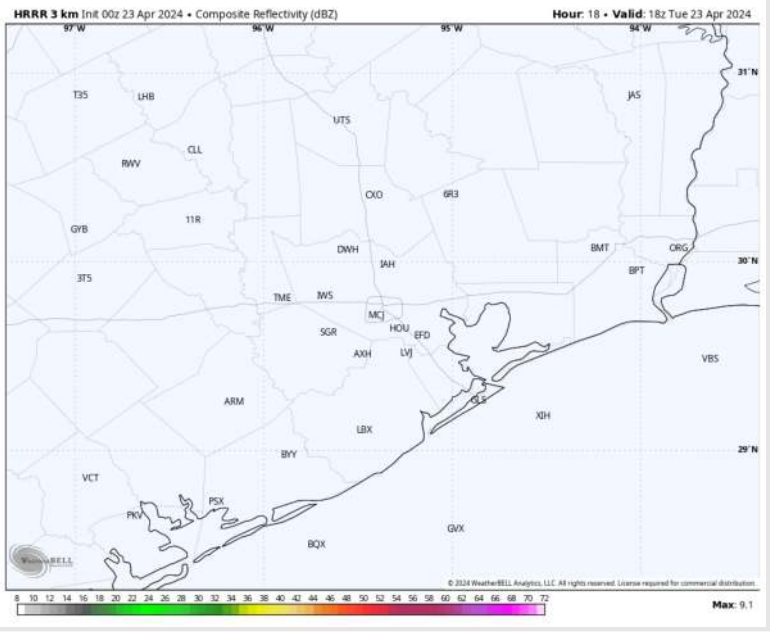 HRRR 3 km Init 00z 23 Apr 2024 • Composite Reflectivity (dBZ)
Hour: 18 • Valid: 18z Tue 23 Apr 2024
97°W 96°W 95°W 94°W
31°N
T35 LHB JAS
UTS
CLL
RWV
CXO 6R3
11R
GYB
DWH BMT ORG
IAH
30°N
BPT
3T5
TME IWS
MCJ
SGR HOU EFD
AXH LVJ
VBS
ARM GLS
XIH
LBX
29°N
BYY
VCT
PSX
PKV
GVX
BQX
WeatherBELL
© 2024 WeatherBELL Analytics, LLC. All rights reserved. License required for commercial distribution.
8 10 12 14 16 18 20 22 24 26 28 30 32 34 36 38 40 42 44 46 48 50 52 54 56 58 60 62 64 66 68 70 72
Max: 9.1